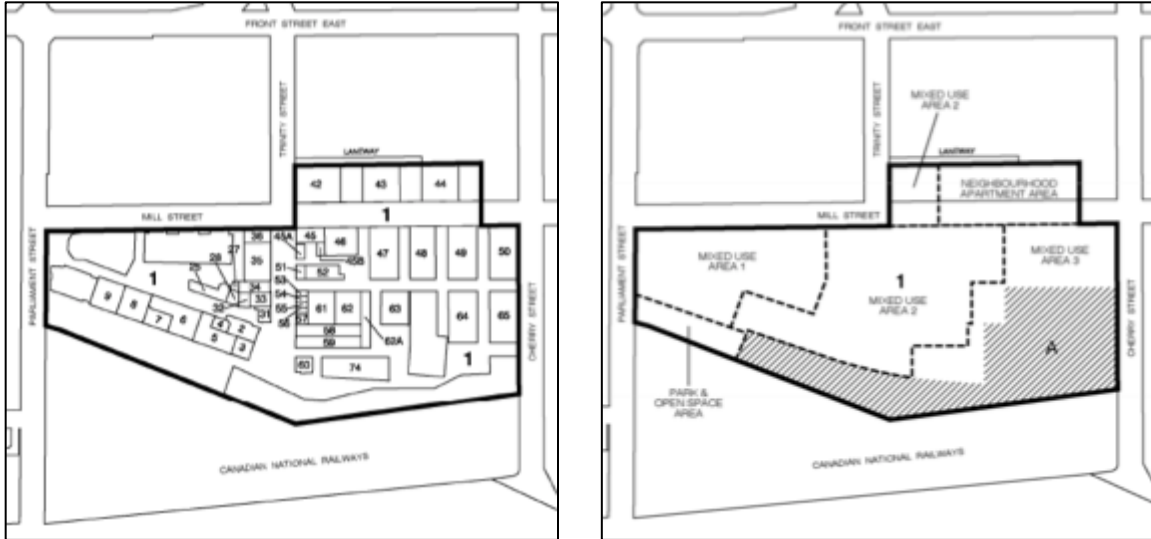 FRONT STREET EAST
TRINITY STREET
LANEWAY
42
43
44
1
MILL STREET
PARLIAMENT STREET
36
45A
45
46
47
48
49
50
27
28
25
35
45B
51
52
53
54
55
56
1
34
33
32
31
9
8
7
6
5
4
2
3
61
62
63
64
65
57
58
59
62A
60
74
1
CHERRY STREET
CANADIAN NATIONAL RAILWAYS
FRONT STREET EAST
TRINITY STREET
MIXED USE
AREA 2
LANEWAY
NEIGHBOURHOOD
APARTMENT AREA
MILL STREET
PARLIAMENT STREET
MIXED USE
AREA 1
1
MIXED USE
AREA 2
MIXED USE
AREA 3
A
CHERRY STREET
PARK &
OPEN SPACE
AREA
CANADIAN NATIONAL RAILWAYS